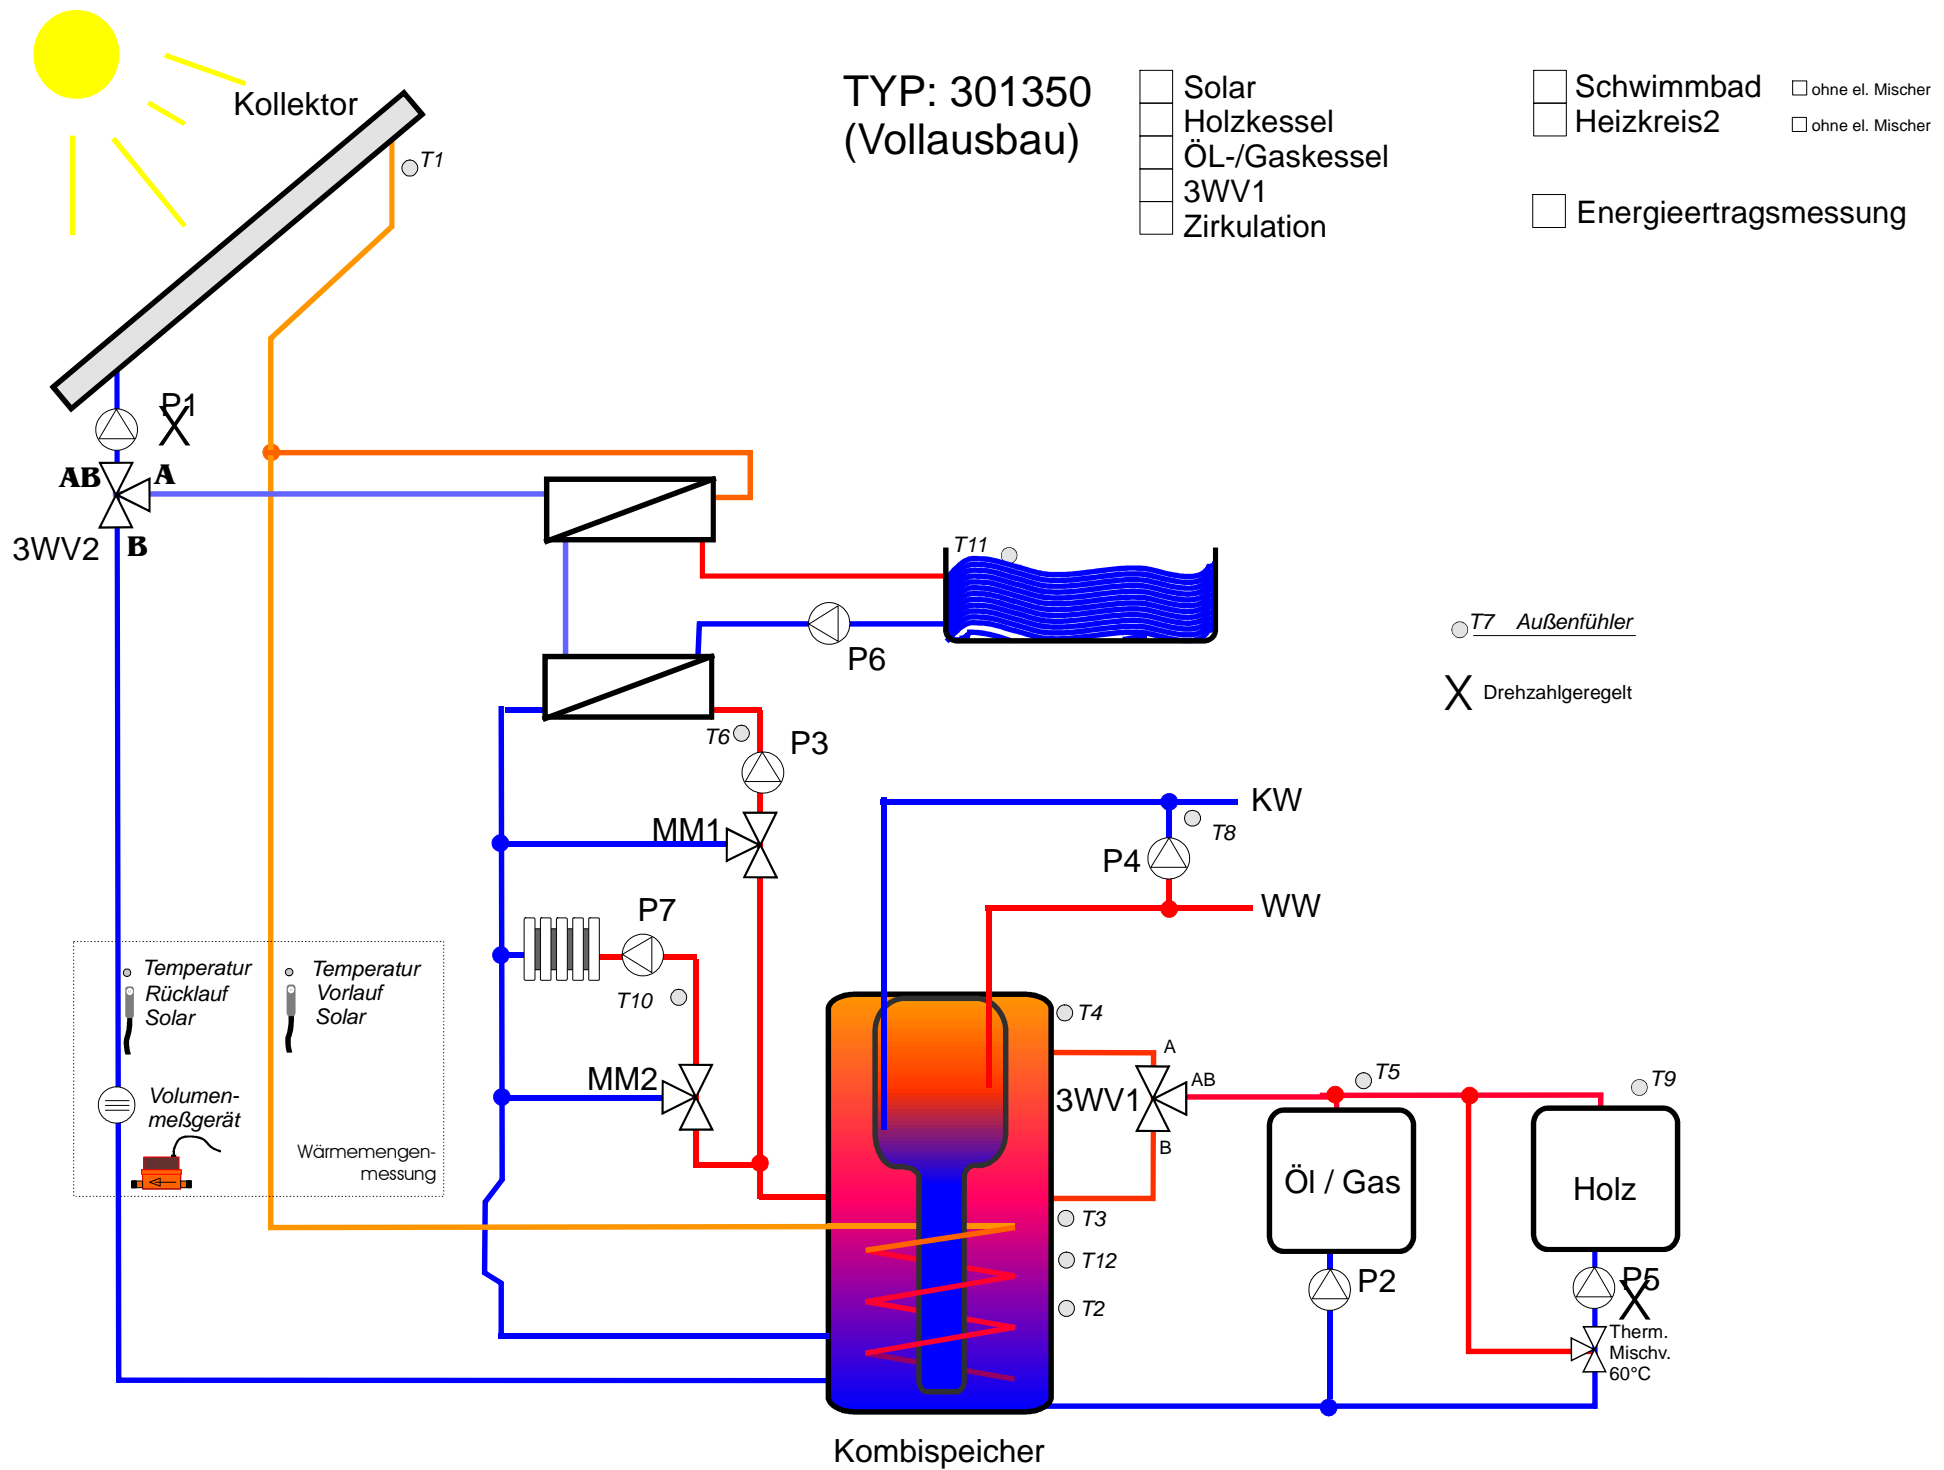 Kollektor
T1
TYP: 301350
(Vollausbau)
Solar
Holzkessel
ÖL-/Gaskessel
3WV1
Zirkulation
Schwimmbad
ohne el. Mischer
Heizkreis2
ohne el. Mischer
Energieertragsmessung
P1
X
AB
A
3WV2
B
T11
P6
T7 Außenfühler
X Drehzahlgeregelt
T6
P3
MM1
KW
T8
P4
WW
P7
T10
MM2
Temperatur
Rücklauf
Solar
Temperatur
Vorlauf
Solar
Volumen-
meßgerät
Wärmemengen-
messung
T4
A
AB
3WV1
B
T5
T9
Öl / Gas
Holz
T3
T12
T2
P2
P5
X
Therm.
Mischv.
60°C
Kombispeicher